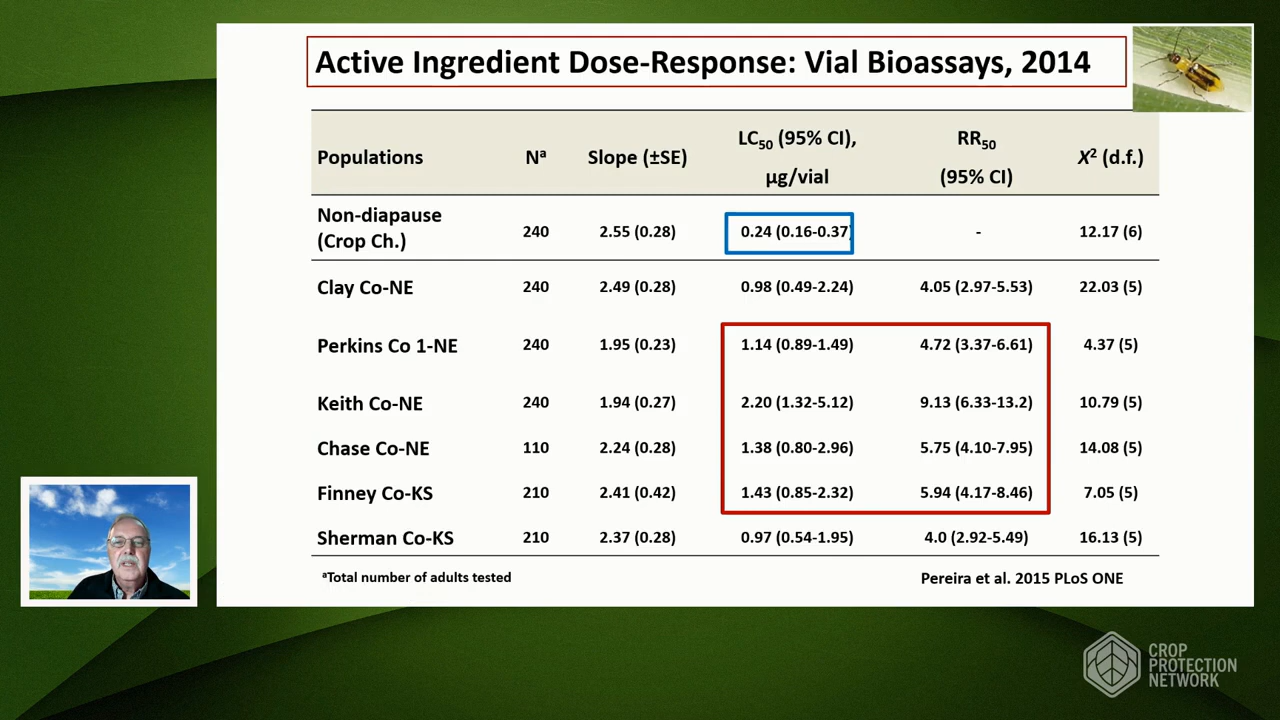 Active Ingredient Dose-Response: Vial Bioassays, 2014
Populations Nᵃ Slope (±SE) LC₅₀ (95% CI), µg/vial RR₅₀ (95% CI) X² (d.f.)
Non-diapause (Crop Ch.) 240 2.55 (0.28) 0.24 (0.16-0.37) - 12.17 (6)
Clay Co-NE 240 2.49 (0.28) 0.98 (0.49-2.24) 4.05 (2.97-5.53) 22.03 (5)
Perkins Co 1-NE 240 1.95 (0.23) 1.14 (0.89-1.49) 4.72 (3.37-6.61) 4.37 (5)
Keith Co-NE 240 1.94 (0.27) 2.20 (1.32-5.12) 9.13 (6.33-13.2) 10.79 (5)
Chase Co-NE 110 2.24 (0.28) 1.38 (0.80-2.96) 5.75 (4.10-7.95) 14.08 (5)
Finney Co-KS 210 2.41 (0.42) 1.43 (0.85-2.32) 5.94 (4.17-8.46) 7.05 (5)
Sherman Co-KS 210 2.37 (0.28) 0.97 (0.54-1.95) 4.0 (2.92-5.49) 16.13 (5)
ᵃTotal number of adults tested
Pereira et al. 2015 PLoS ONE
CROP
PROTECTION
NETWORK